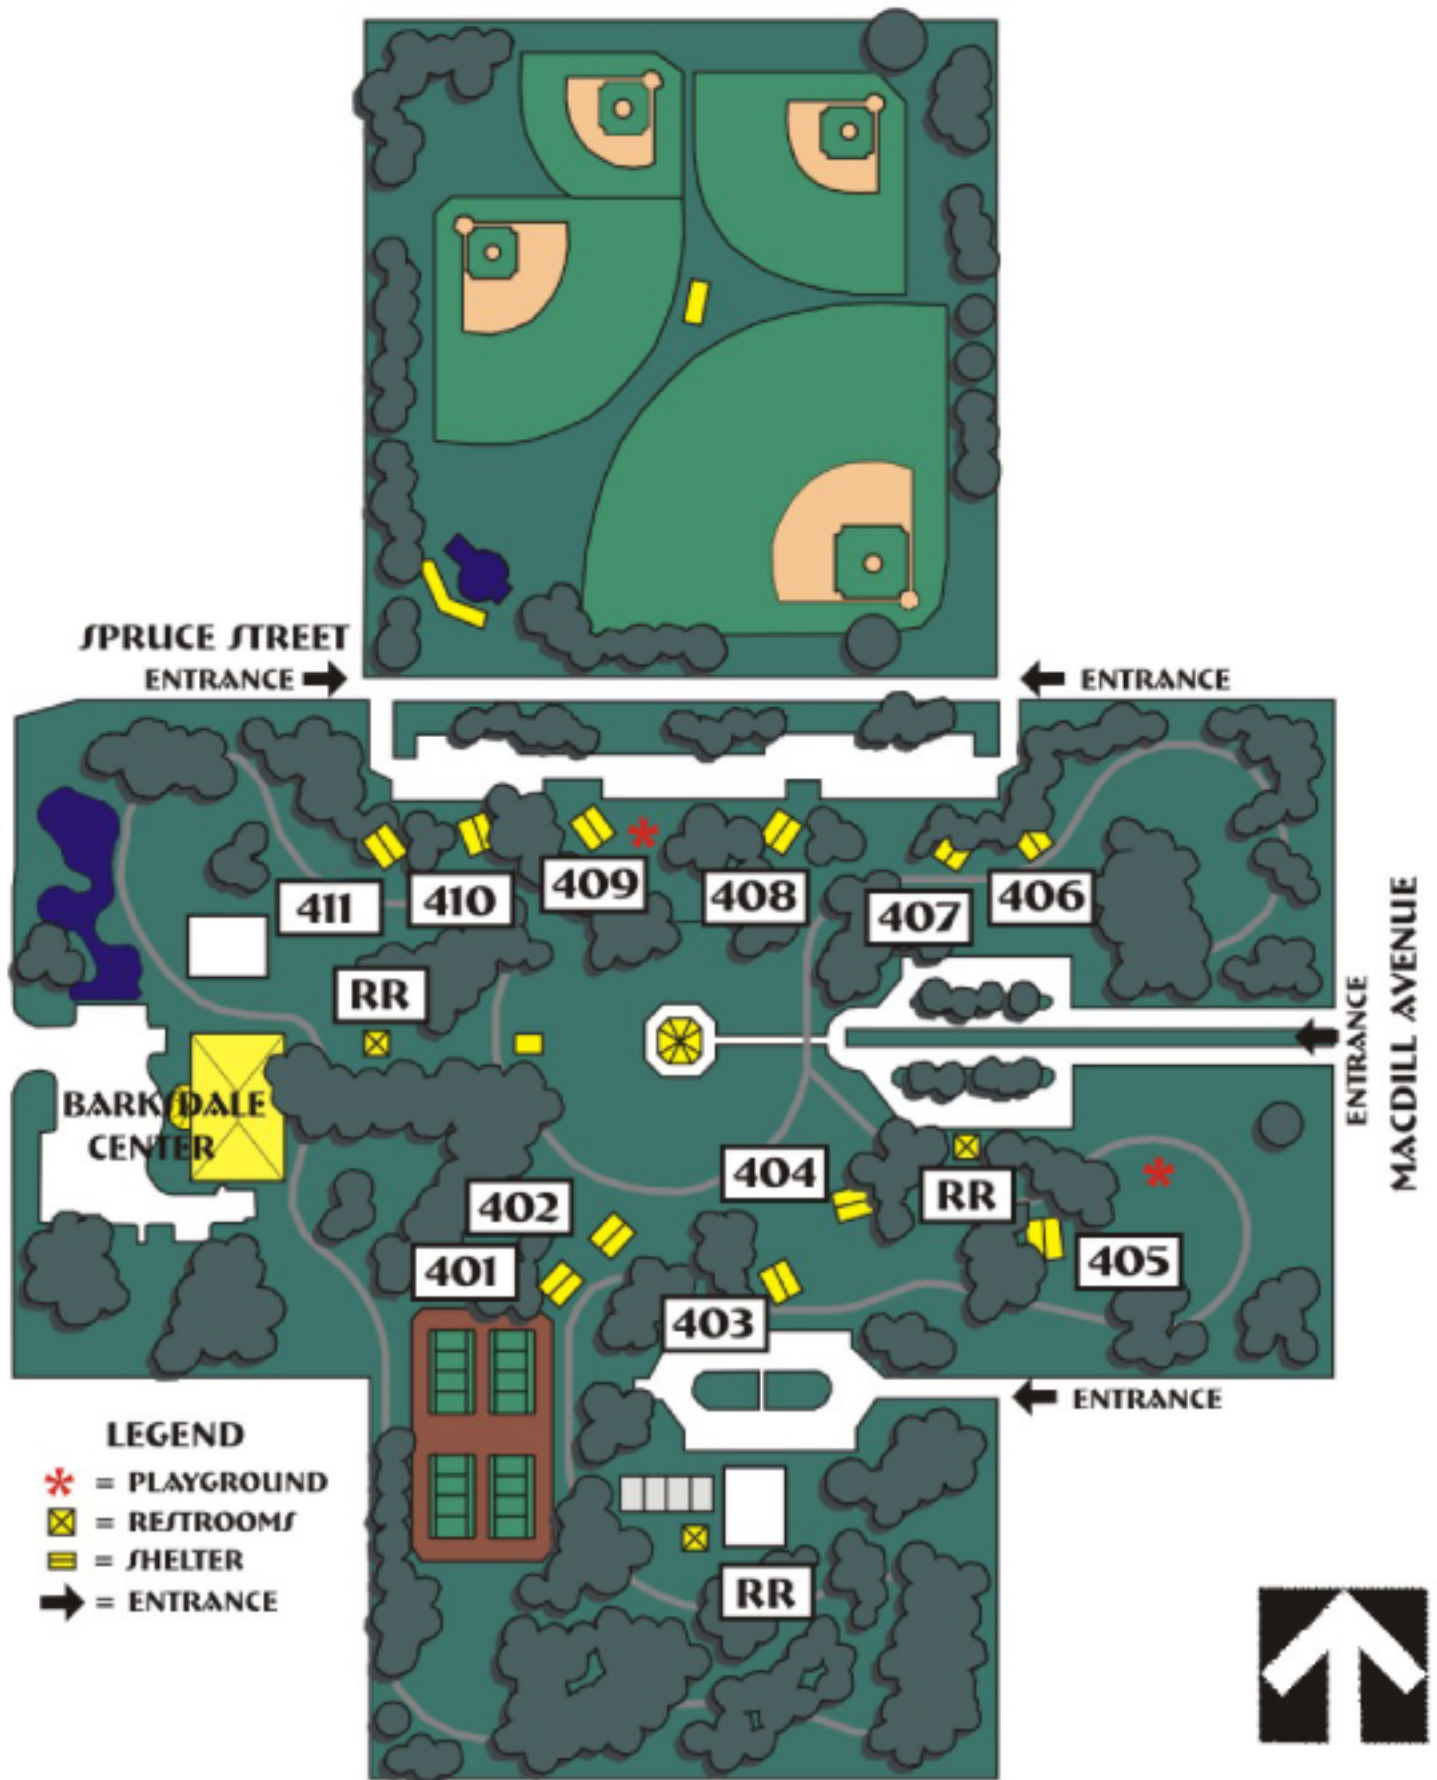 SPRUCE STREET
ENTRANCE
ENTRANCE
411
410
409
408
407
406
RR
MACDILL AVENUE
ENTRANCE
BARKSDALE
CENTER
402
401
404
RR
405
403
ENTRANCE
LEGEND
* = PLAYGROUND
= RESTROOMS
= SHELTER
= ENTRANCE
RR